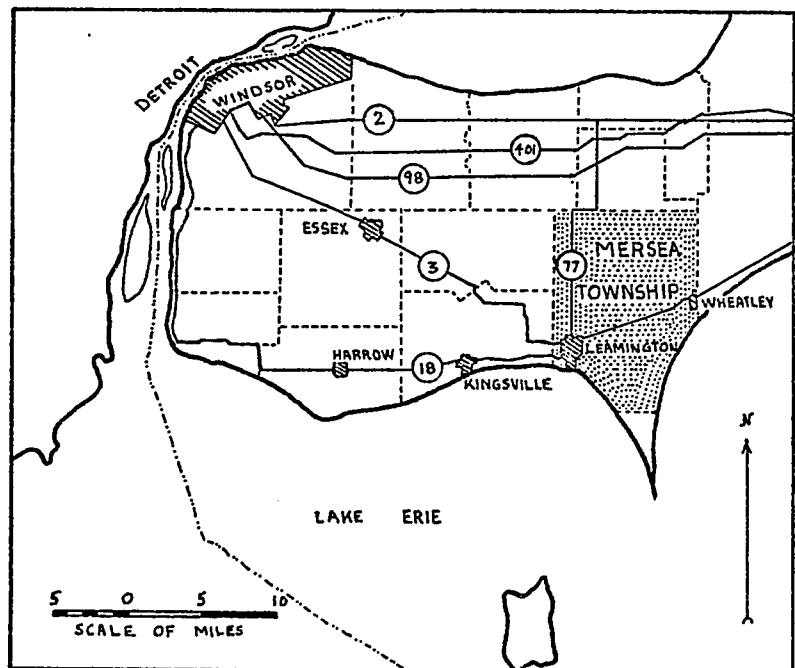 DETROIT
WINDSOR
2
401
98
ESSEX
3
77
MERSEA
TOWNSHIP
WHEATLEY
LEAMINGTON
HARROW
18
KINGSVILLE
N
LAKE ERIE
5 0 5 10
SCALE OF MILES